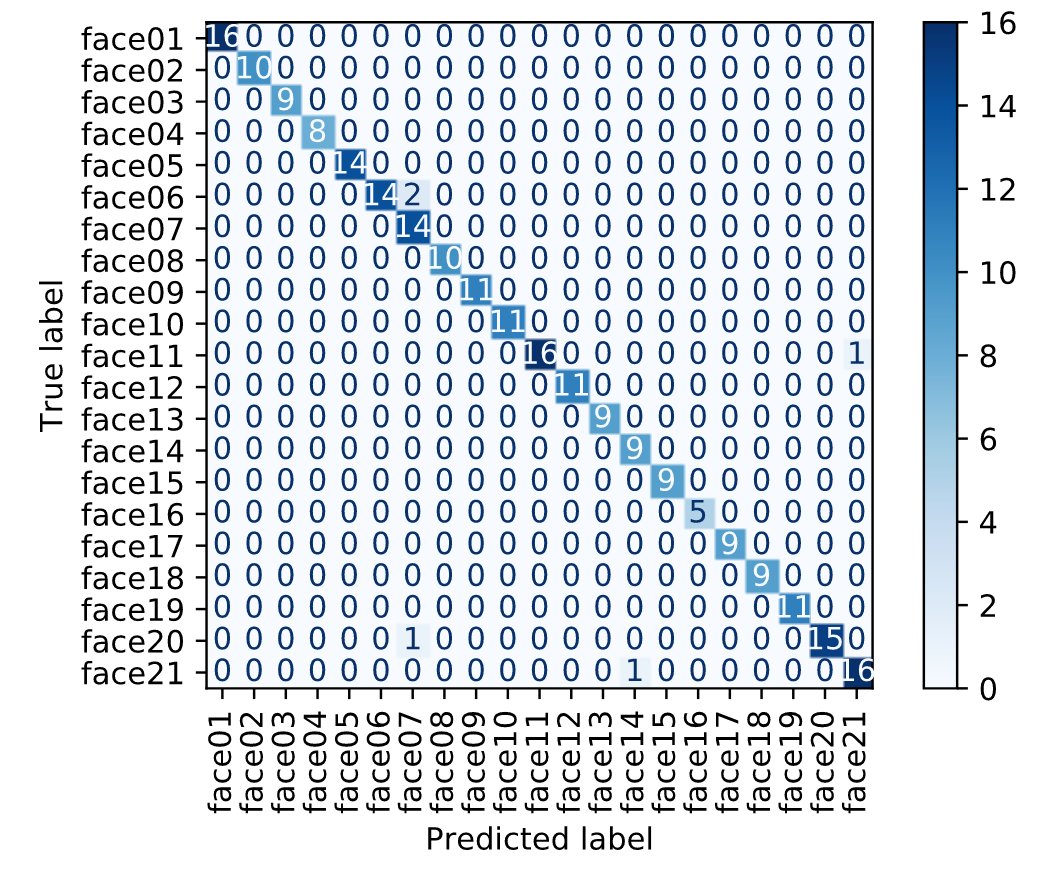 face01 16 0 0 0 0 0 0 0 0 0 0 0 0 0 0 0 0 0 0 0 0
face02 0 10 0 0 0 0 0 0 0 0 0 0 0 0 0 0 0 0 0 0 0
face03 0 0 9 0 0 0 0 0 0 0 0 0 0 0 0 0 0 0 0 0 0
face04 0 0 0 8 0 0 0 0 0 0 0 0 0 0 0 0 0 0 0 0 0
face05 0 0 0 0 14 0 0 0 0 0 0 0 0 0 0 0 0 0 0 0 0
face06 0 0 0 0 0 14 2 0 0 0 0 0 0 0 0 0 0 0 0 0 0
face07 0 0 0 0 0 0 14 0 0 0 0 0 0 0 0 0 0 0 0 0 0
face08 0 0 0 0 0 0 0 10 0 0 0 0 0 0 0 0 0 0 0 0 0
face09 0 0 0 0 0 0 0 0 11 0 0 0 0 0 0 0 0 0 0 0 0
face10 0 0 0 0 0 0 0 0 0 11 0 0 0 0 0 0 0 0 0 0 0
face11 0 0 0 0 0 0 0 0 0 0 16 0 0 0 0 0 0 0 0 0 1
face12 0 0 0 0 0 0 0 0 0 0 0 11 0 0 0 0 0 0 0 0 0
face13 0 0 0 0 0 0 0 0 0 0 0 0 9 0 0 0 0 0 0 0 0
face14 0 0 0 0 0 0 0 0 0 0 0 0 0 9 0 0 0 0 0 0 0
face15 0 0 0 0 0 0 0 0 0 0 0 0 0 0 9 0 0 0 0 0 0
face16 0 0 0 0 0 0 0 0 0 0 0 0 0 0 0 5 0 0 0 0 0
face17 0 0 0 0 0 0 0 0 0 0 0 0 0 0 0 0 9 0 0 0 0
face18 0 0 0 0 0 0 0 0 0 0 0 0 0 0 0 0 0 9 0 0 0
face19 0 0 0 0 0 0 0 0 0 0 0 0 0 0 0 0 0 0 11 0 0
face20 0 0 0 0 0 0 1 0 0 0 0 0 0 0 0 0 0 0 0 15 0
face21 0 0 0 0 0 0 0 0 0 0 0 0 0 1 0 0 0 0 0 0 16
True label
face01
face02
face03
face04
face05
face06
face07
face08
face09
face10
face11
face12
face13
face14
face15
face16
face17
face18
face19
face20
face21
Predicted label
16
14
12
10
8
6
4
2
0